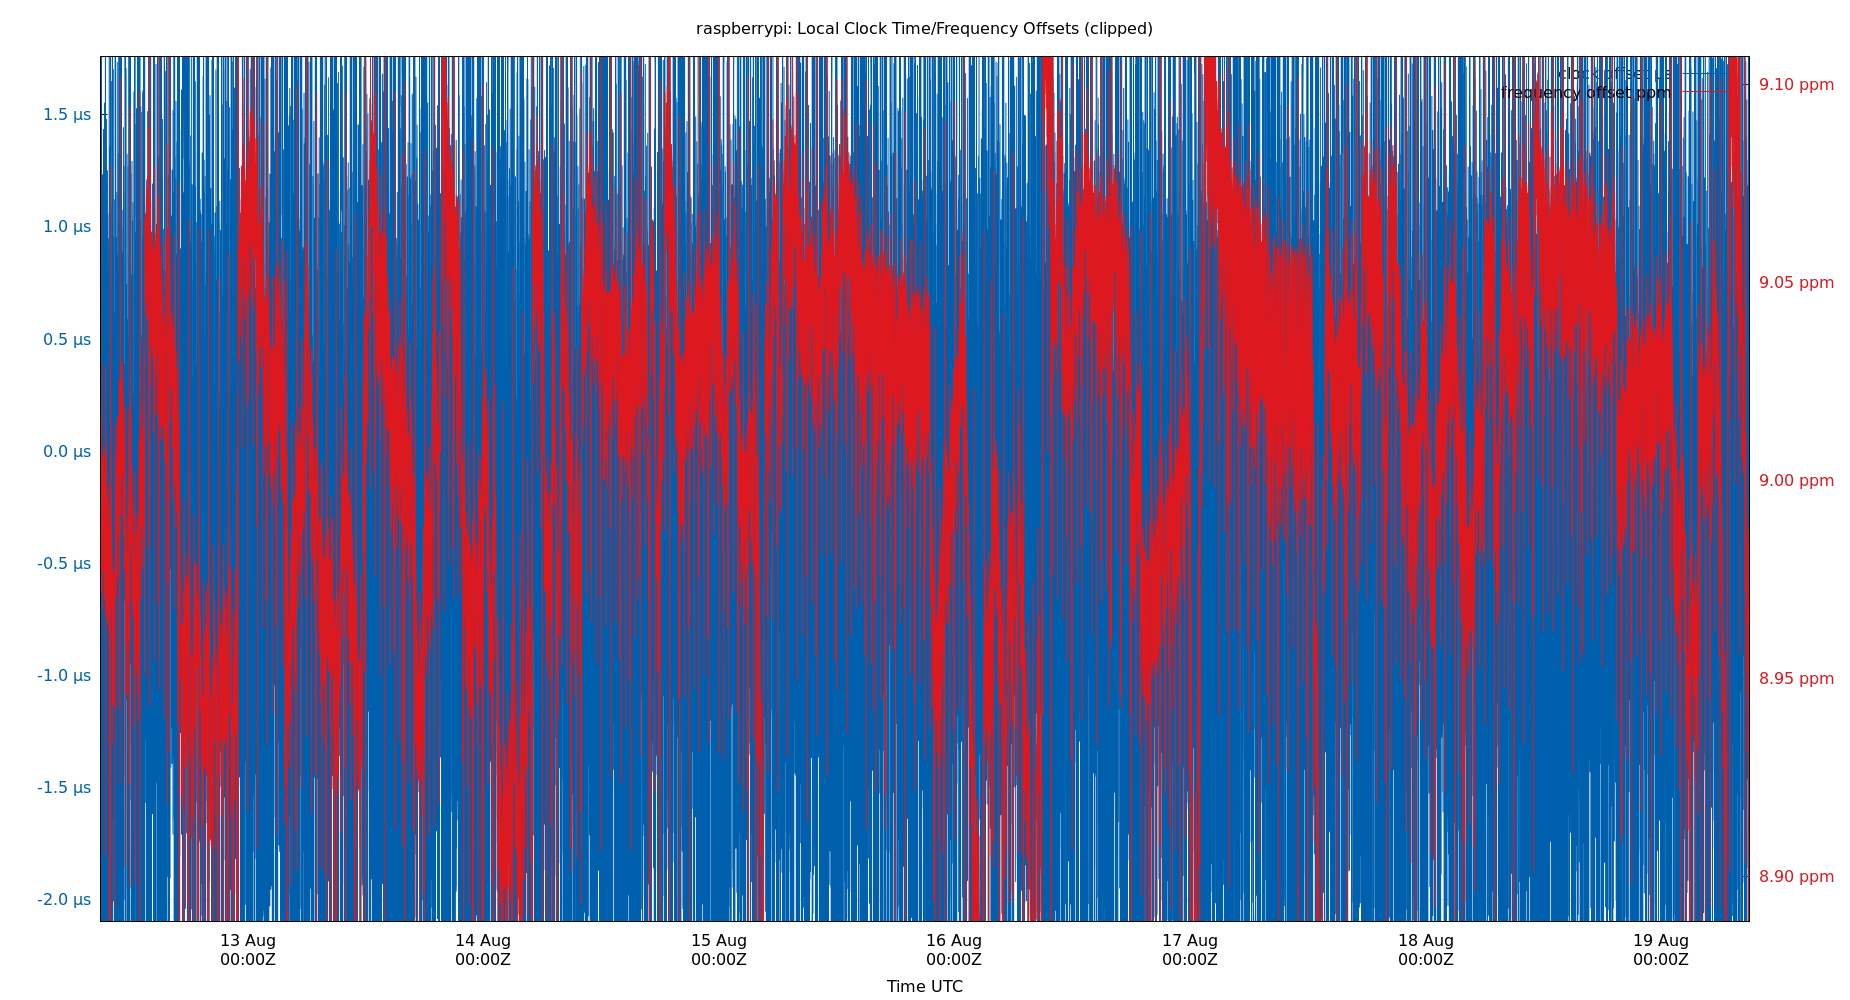 raspberrypi: Local Clock Time/Frequency Offsets (clipped)
clock offset µs
frequency offset ppm
1.5 µs
1.0 µs
0.5 µs
0.0 µs
-0.5 µs
-1.0 µs
-1.5 µs
-2.0 µs
9.10 ppm
9.05 ppm
9.00 ppm
8.95 ppm
8.90 ppm
13 Aug
00:00Z
14 Aug
00:00Z
15 Aug
00:00Z
16 Aug
00:00Z
17 Aug
00:00Z
18 Aug
00:00Z
19 Aug
00:00Z
Time UTC